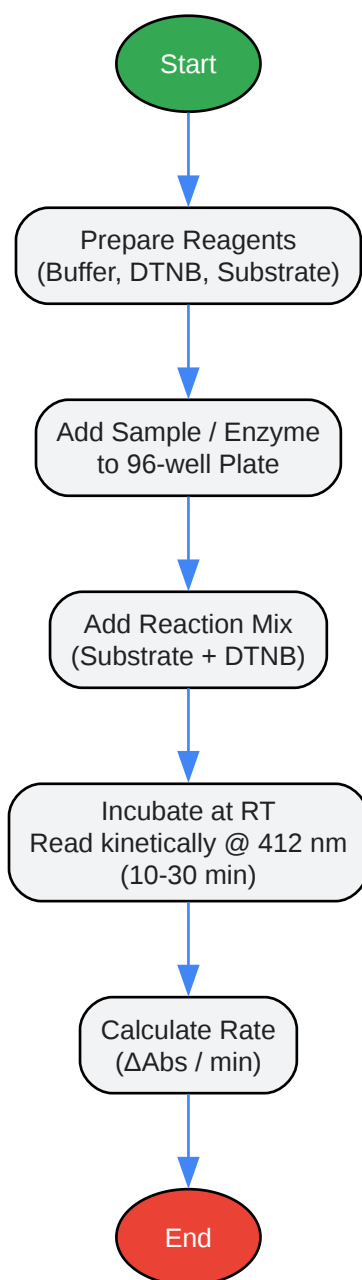 Start
Prepare Reagents
(Buffer, DTNB, Substrate)
Add Sample / Enzyme
to 96-well Plate
Add Reaction Mix
(Substrate + DTNB)
Incubate at RT
Read kinetically @ 412 nm
(10-30 min)
Calculate Rate
(ΔAbs / min)
End